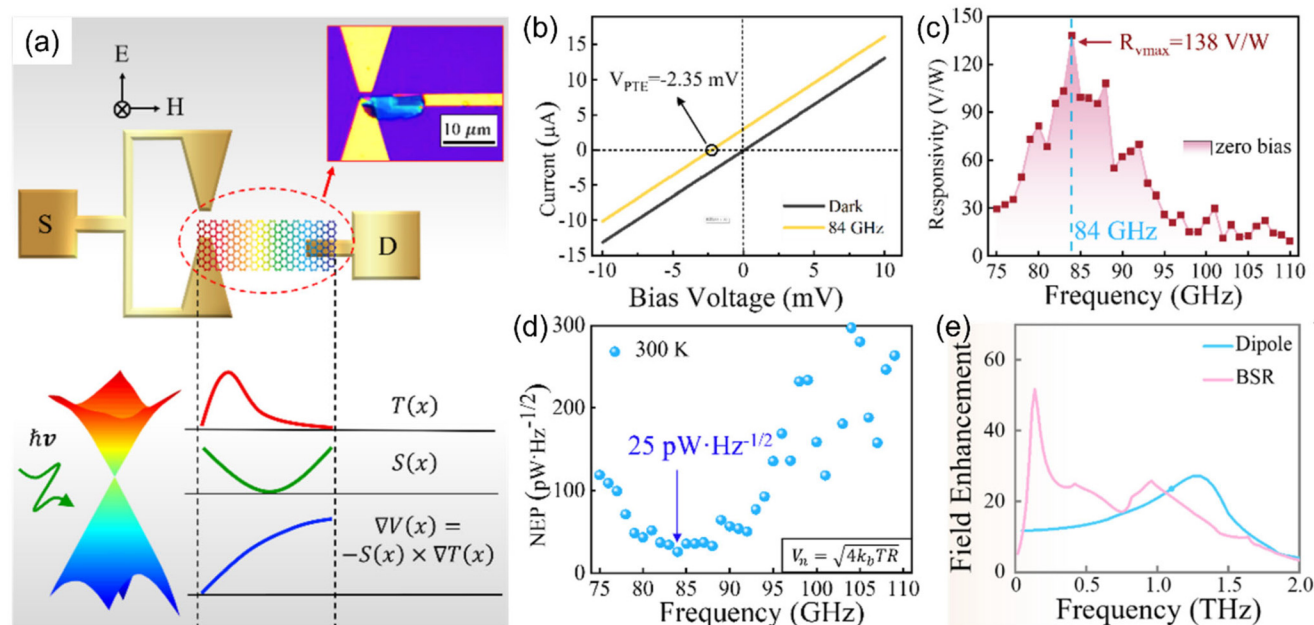 (a)
E
H
10 μm
S
D
ħν
T(x)
S(x)
∇V(x) =
−S(x) × ∇T(x)
(b)
15
10
5
0
-5
-10
-15
Current (μA)
V_PTE=-2.35 mV
Dark
84 GHz
-10
-5
0
5
10
Bias Voltage (mV)
(c)
150
120
90
60
30
0
Responsivity (V/W)
R_vmax=138 V/W
zero bias
84 GHz
75 80 85 90 95 100 105 110
Frequency (GHz)
(d)
300
200
100
0
NEP (pW·Hz^-1/2)
300 K
25 pW·Hz^-1/2
V_n = √4k_bTR
75 80 85 90 95 100 105 110
Frequency (GHz)
(e)
60
40
20
0
Field Enhancement
Dipole
BSR
0 0.5 1.0 1.5 2.0
Frequency (THz)